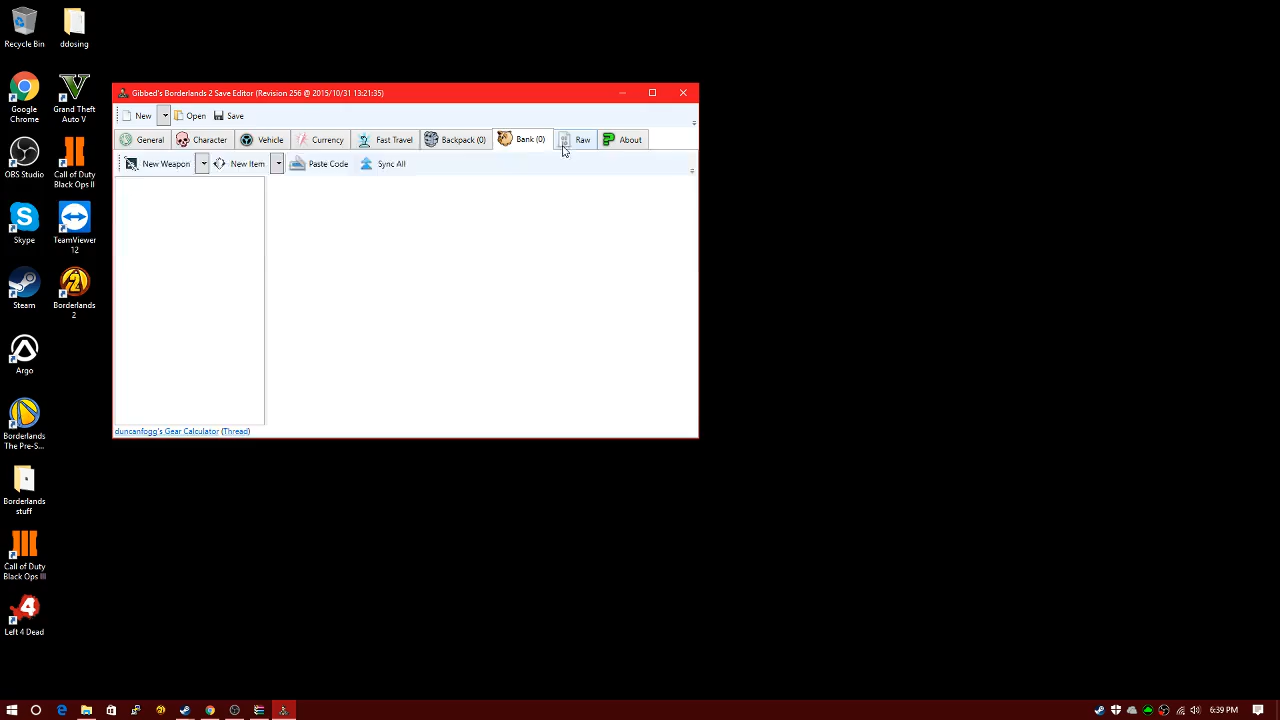 Recycle Bin
ddosing
Google
Chrome
Grand Theft
Auto V
OBS Studio
Call of Duty
Black Ops II
Skype
TeamViewer
12
Steam
Borderlands
2
Argo
Borderlands
The Pre-S...
Borderlands
stuff
Call of Duty
Black Ops III
Left 4 Dead
Gibbed's Borderlands 2 Save Editor (Revision 256 @ 2015/10/31 13:21:35)
New Open Save
General Character Vehicle Currency Fast Travel Backpack (0) Bank (0) Raw About
New Weapon New Item Paste Code Sync All
duncanfogg's Gear Calculator (Thread)
6:39 PM